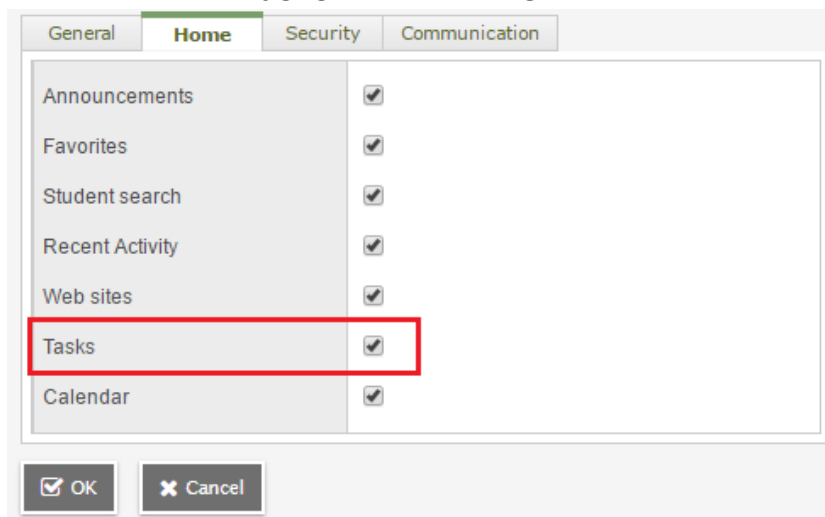 General Home Security Communication
Announcements
Favorites
Student search
Recent Activity
Web sites
Tasks
Calendar
OK Cancel